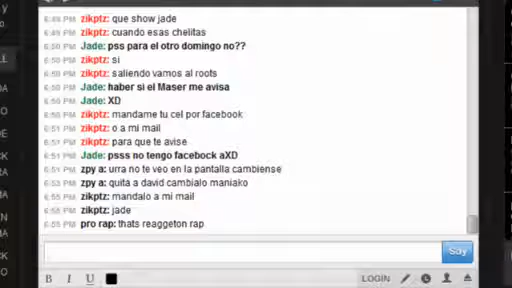 6:49 PM zikptz: que show jade
6:49 PM zikptz: cuando esas chelitas
6:50 PM Jade: pss para el otro domingo no??
6:50 PM zikptz: si
6:50 PM zikptz: saliendo vamos al roots
6:50 PM Jade: haber si el Maser me avisa
6:50 PM Jade: XD
6:50 PM zikptz: mandame tu cel por facebook
6:51 PM zikptz: o a mi mail
6:51 PM zikptz: para que te avise
6:51 PM Jade: psss no tengo facebock aXD
6:51 PM zpy a: urra no te veo en la pantalla cambiense
6:53 PM zpy a: quita a david cambialo maniako
6:55 PM zikptz: mandalo a mi mail
6:55 PM zikptz: jade
6:55 PM pro rap: thats reaggeton rap
Say
B I U
LOGIN